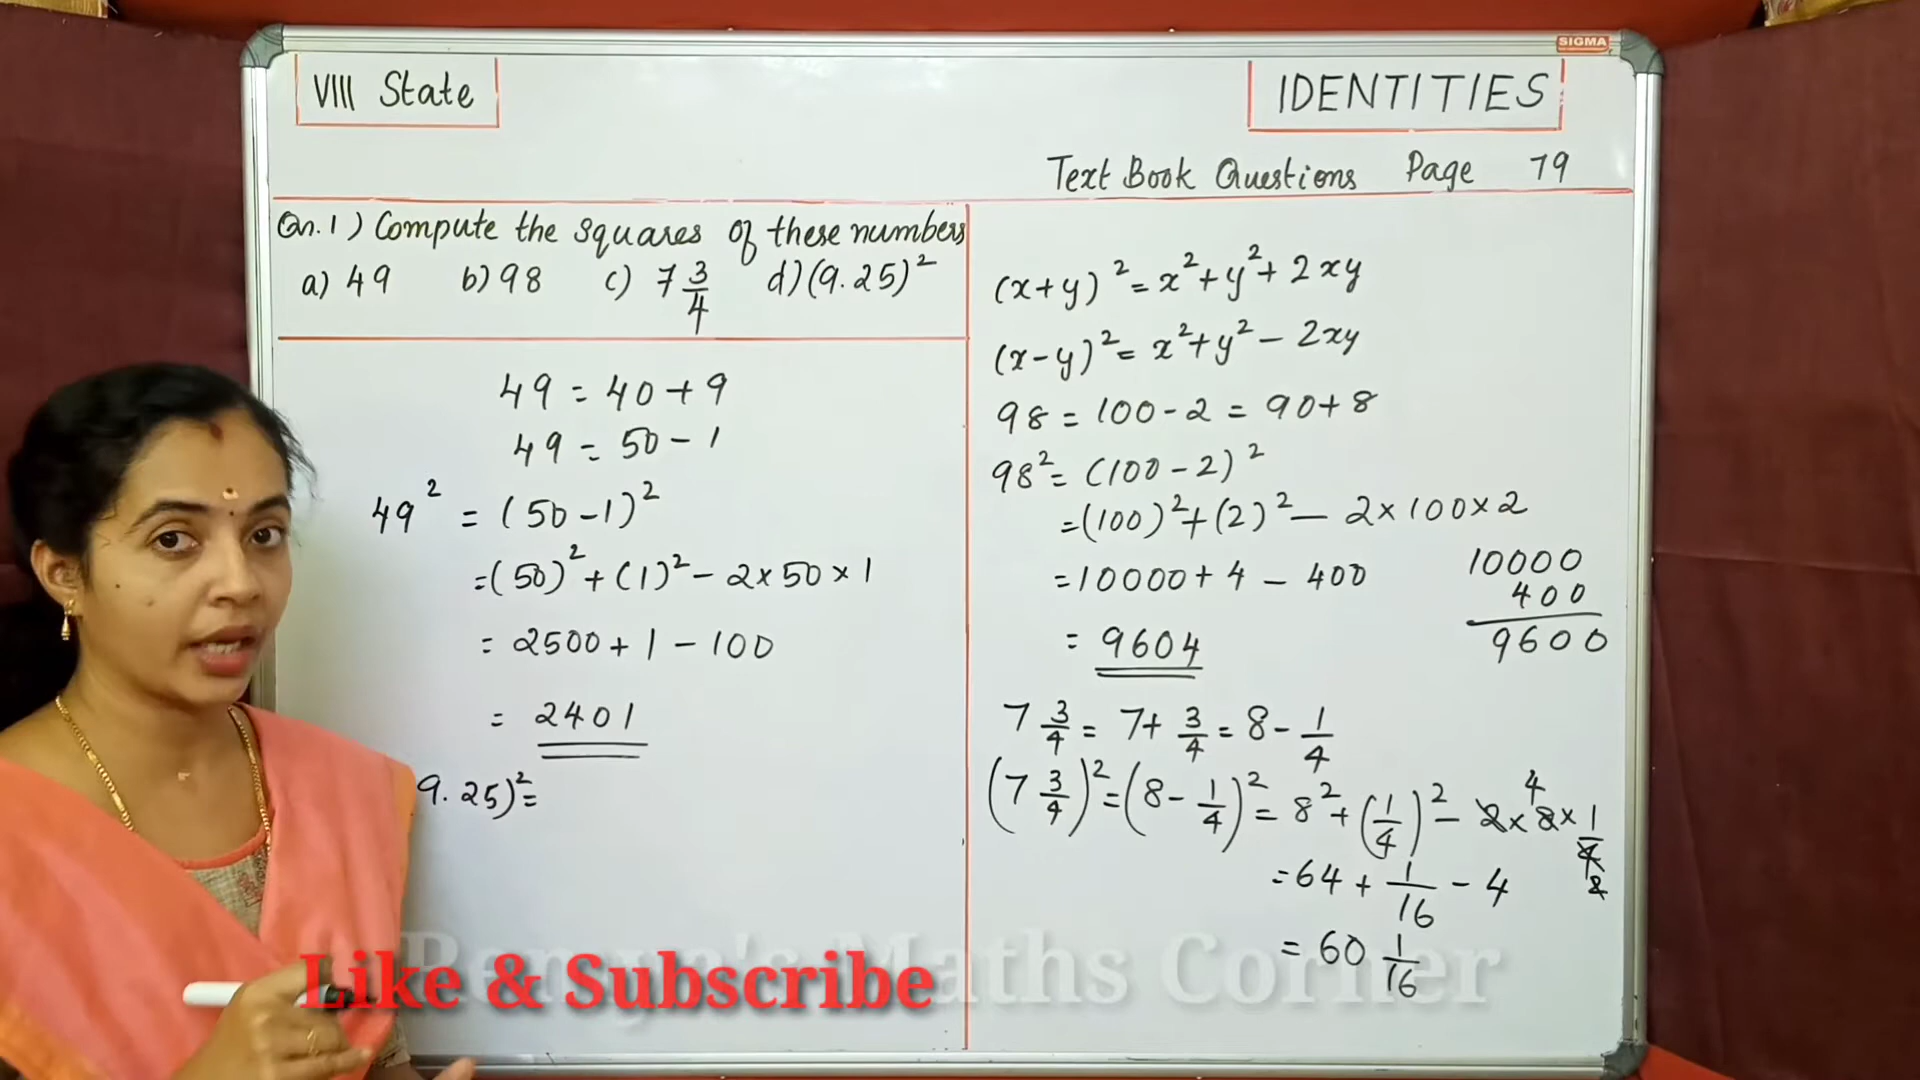 SIGMA
VIII State
IDENTITIES
Text Book Questions Page 79
Qn.1) Compute the squares of these numbers
a) 49 b) 98 c) 7 3/4 d) (9.25)²
49 = 40 + 9
49 = 50 - 1
49² = (50 - 1)²
= (50)² + (1)² - 2 × 50 × 1
= 2500 + 1 - 100
= 2401
9.25)² =
(x+y)² = x² + y² + 2xy
(x-y)² = x² + y² - 2xy
98 = 100 - 2 = 90 + 8
98² = (100 - 2)²
= (100)² + (2)² - 2 × 100 × 2
= 10000 + 4 - 400
10000
400
9600
= 9604
7 3/4 = 7 + 3/4 = 8 - 1/4
(7 3/4)² = (8 - 1/4)² = 8² + (1/4)² - 2 × 8 × 1/4
4
2
= 64 + 1/16 - 4
= 60 1/16
Maths Corner
Like & Subscribe